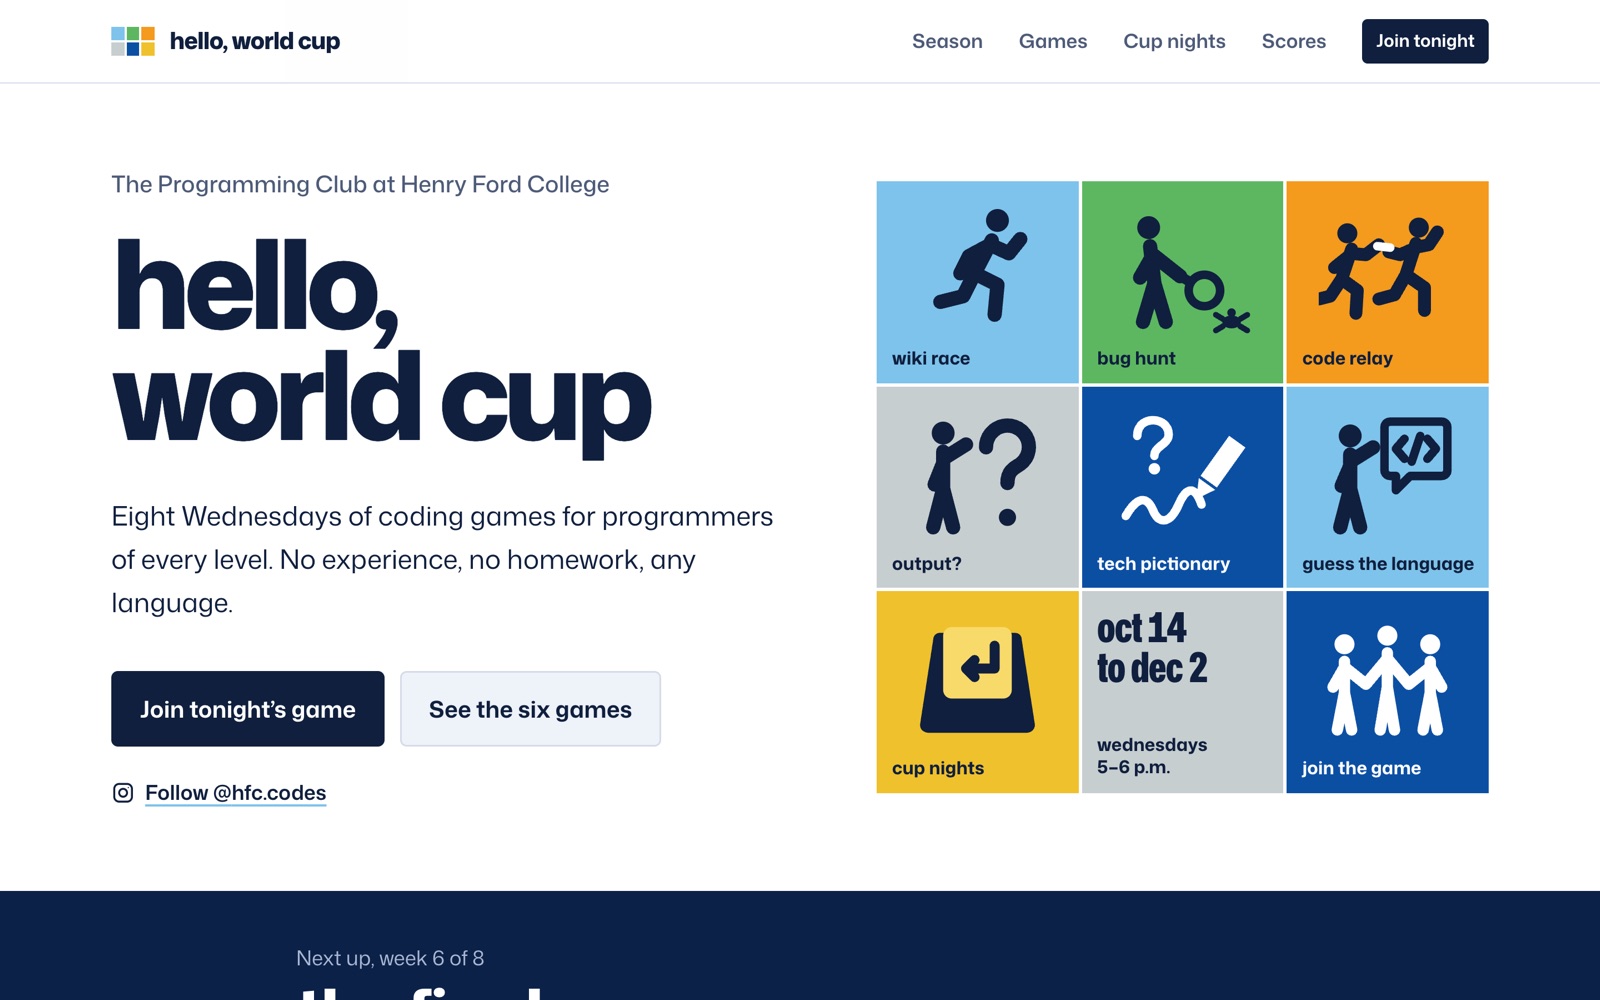 hello, world cup
Season
Games
Cup nights
Scores
Join tonight
The Programming Club at Henry Ford College
hello,
world cup
Eight Wednesdays of coding games for programmers
of every level. No experience, no homework, any
language.
Join tonight’s game
See the six games
Follow @hfc.codes
wiki race
bug hunt
code relay
?
output?
?
tech pictionary
</>
guess the language
cup nights
oct 14
to dec 2
wednesdays
5–6 p.m.
join the game
Next up, week 6 of 8